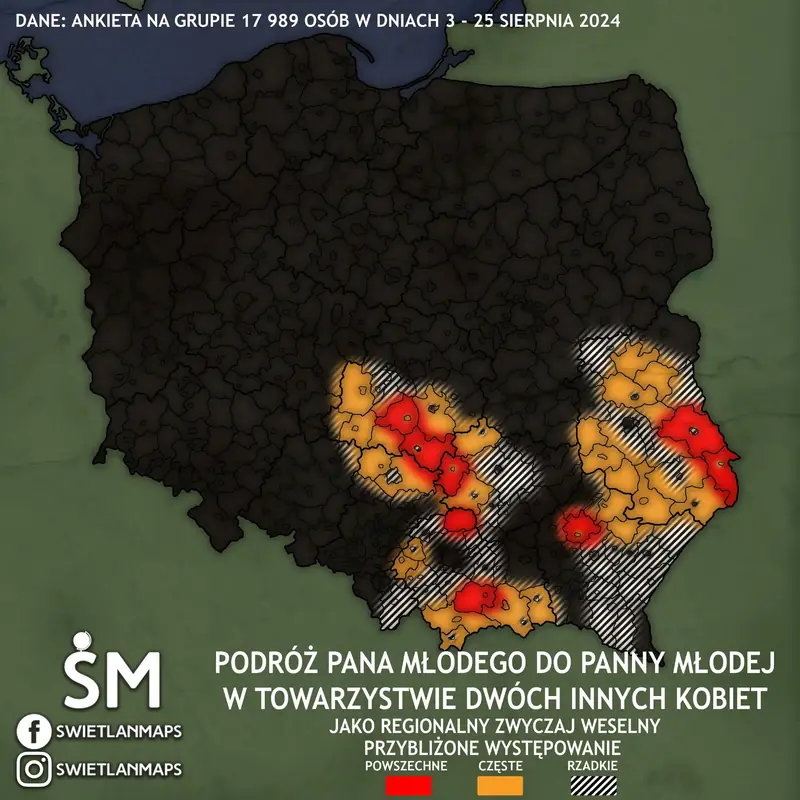 DANE: ANKIETA NA GRUPIE 17 989 OSÓB W DNIACH 3 - 25 SIERPNIA 2024
ŚM
SWIETLANMAPS
SWIETLANMAPS
PODRÓŻ PANA MŁODEGO DO PANNY MŁODEJ
W TOWARZYSTWIE DWÓCH INNYCH KOBIET
JAKO REGIONALNY ZWYCZAJ WESELNY
PRZYBLIŻONE WYSTĘPOWANIE
POWSZECHNE CZĘSTE RZADKIE